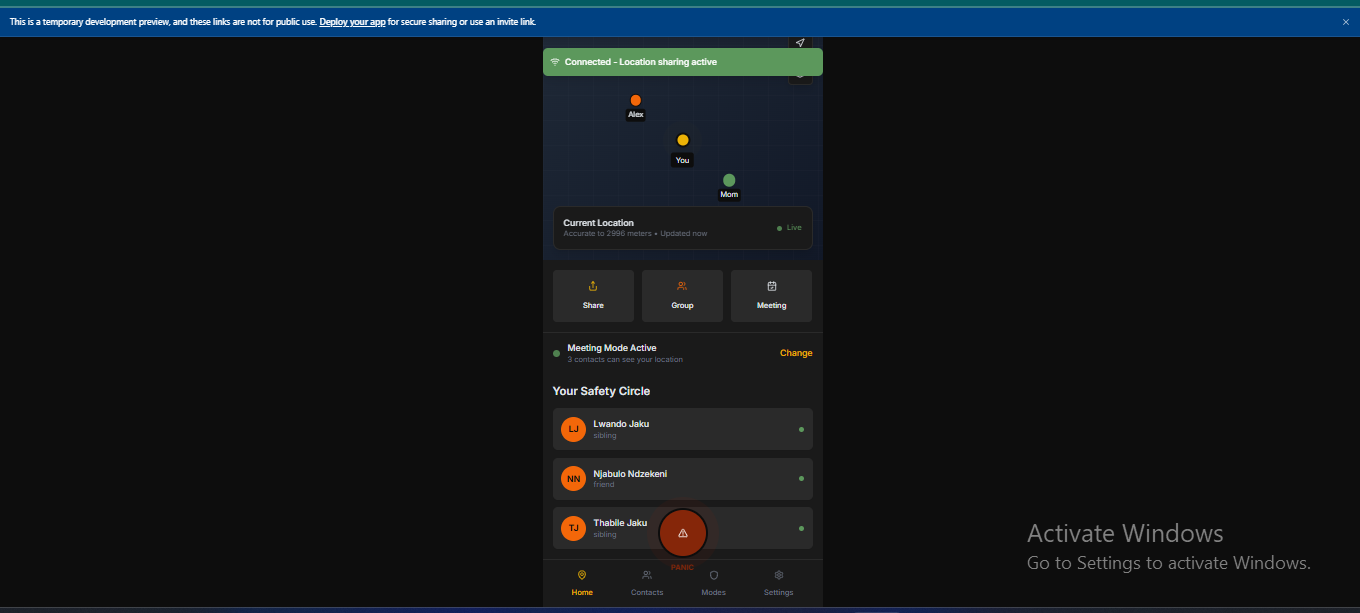 This is a temporary development preview, and these links are not for public use. Deploy your app for secure sharing or use an invite link.
Connected - Location sharing active
Alex
You
Mom
Current Location
Accurate to 2996 meters • Updated now
Live
Share
Group
Meeting
Meeting Mode Active
3 contacts can see your location
Change
Your Safety Circle
LJ
Lwando Jaku
sibling
NN
Njabulo Ndzekeni
friend
TJ
Thabile Jaku
sibling
PANIC
Home
Contacts
Modes
Settings
Activate Windows
Go to Settings to activate Windows.